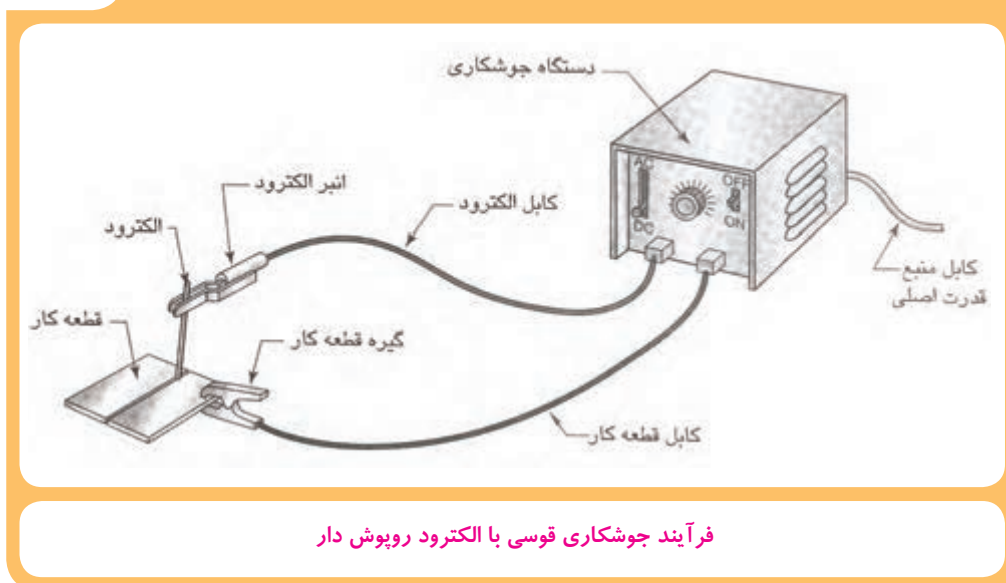 دستگاه جوشکاری
انبر الکترود
کابل الکترود
الکترود
AC
OFF
DC
ON
کابل منبع
قدرت اصلی
قطعه کار
گیره قطعه کار
کابل قطعه کار
فرآیند جوشکاری قوسی با الکترود روپوش دار